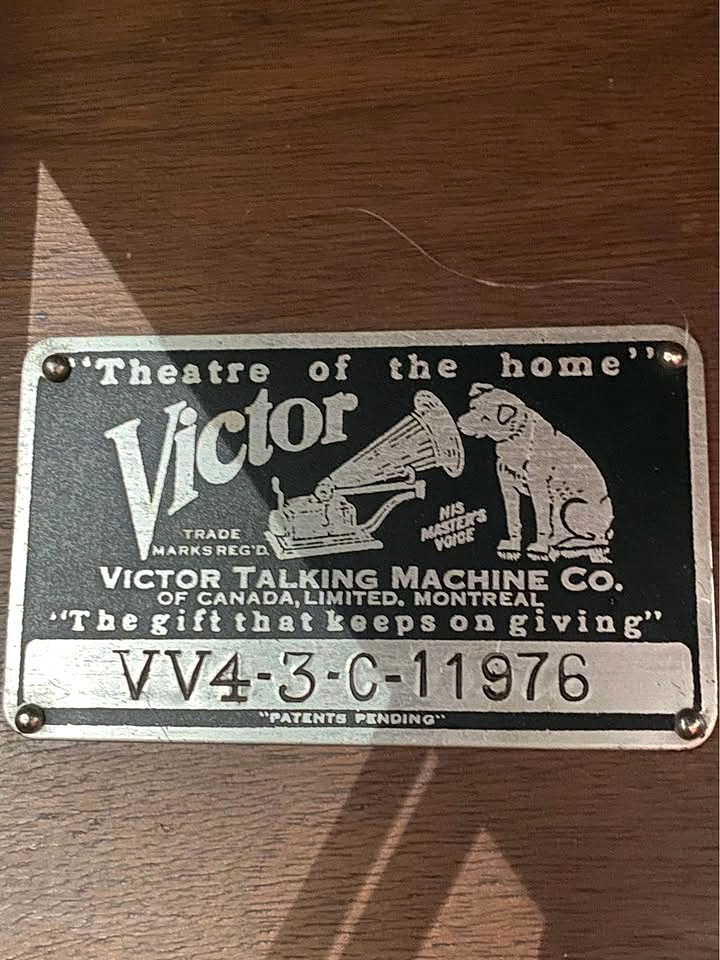 "Theatre of the home"
Victor
HIS
MASTER'S
VOICE
TRADE
MARKS REG'D.
VICTOR TALKING MACHINE CO.
OF CANADA, LIMITED. MONTREAL
"The gift that keeps on giving"
VV4-3-C-11976
"PATENTS PENDING"